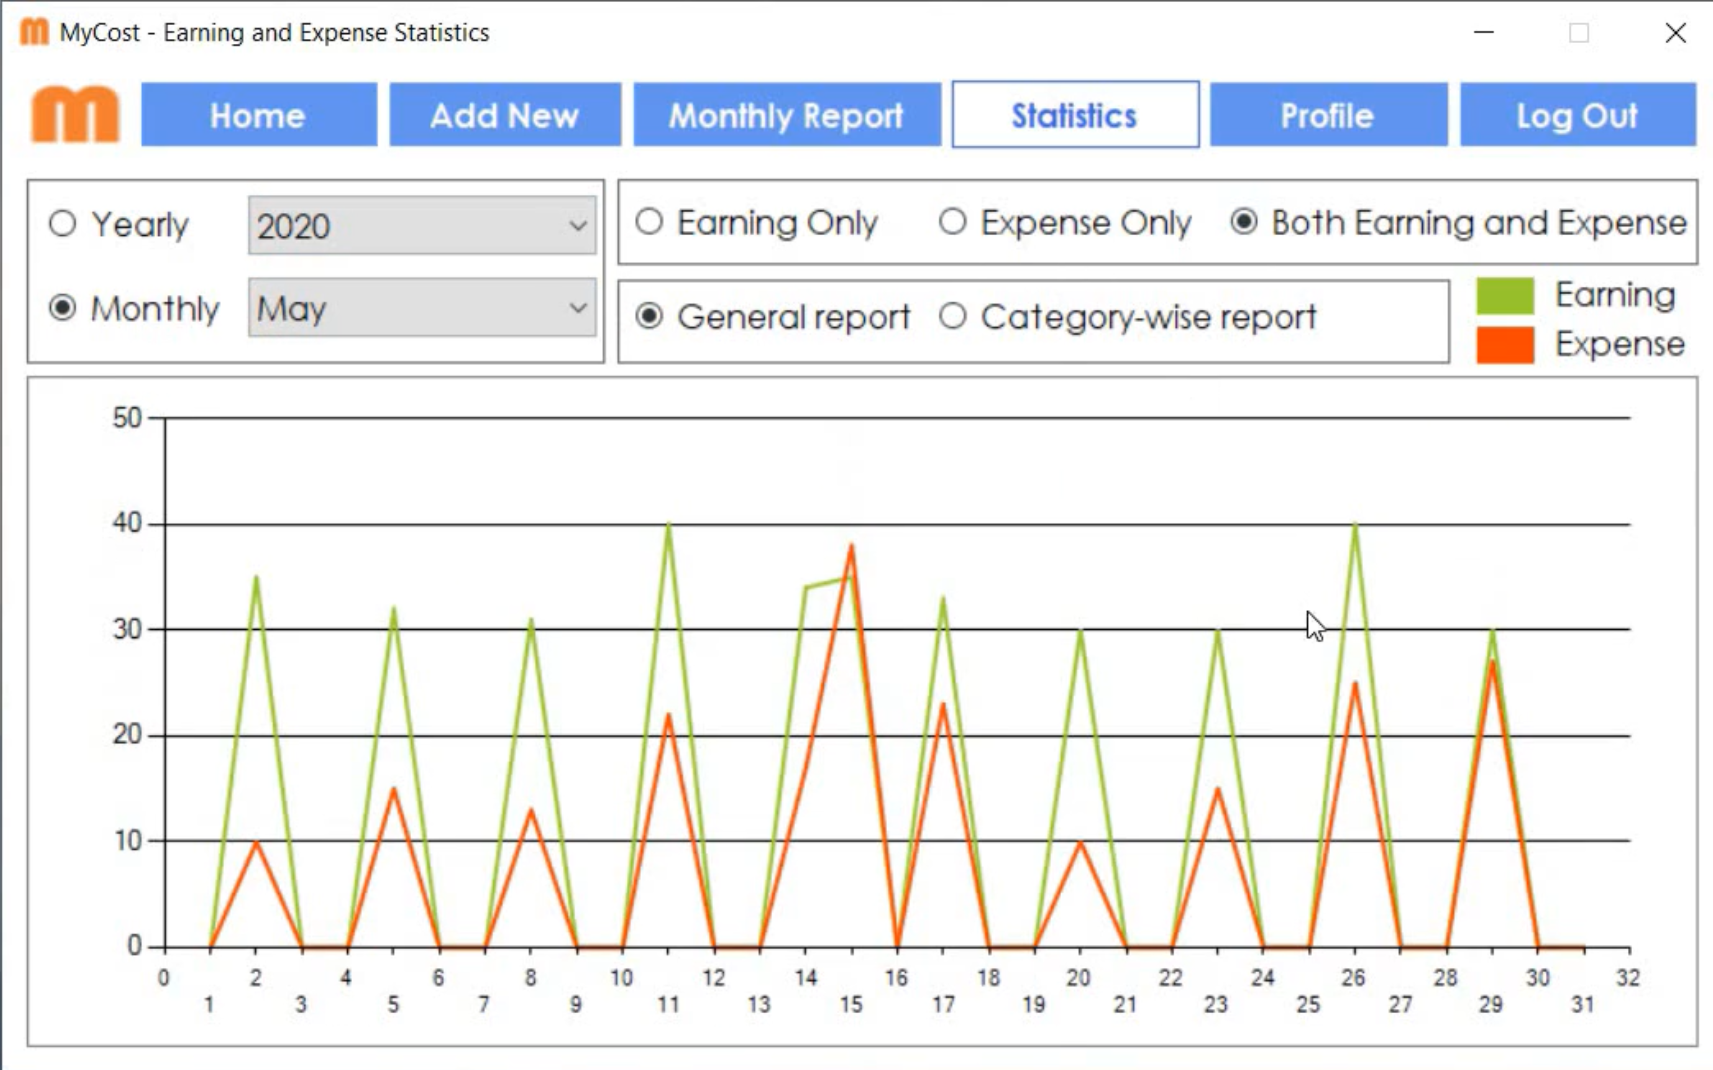 MyCost - Earning and Expense Statistics
m Home Add New Monthly Report Statistics Profile Log Out
Yearly 2020 Earning Only Expense Only Both Earning and Expense
Monthly May General report Category-wise report Earning
Expense
50
40
30
20
10
0
0 2 4 6 8 10 12 14 16 18 20 22 24 26 28 30 32
1 3 5 7 9 11 13 15 17 19 21 23 25 27 29 31